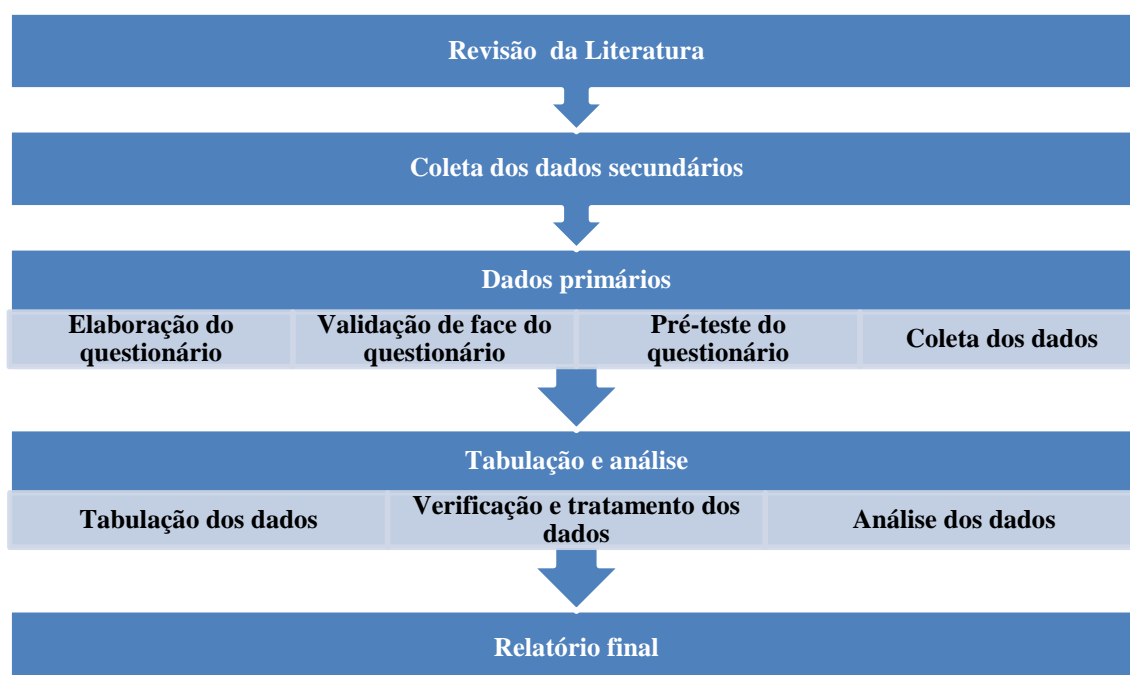 Revisão da Literatura
Coleta dos dados secundários
Dados primários
Elaboração do
questionário
Validação de face do
questionário
Pré-teste do
questionário
Coleta dos dados
Tabulação e análise
Tabulação dos dados
Verificação e tratamento dos
dados
Análise dos dados
Relatório final